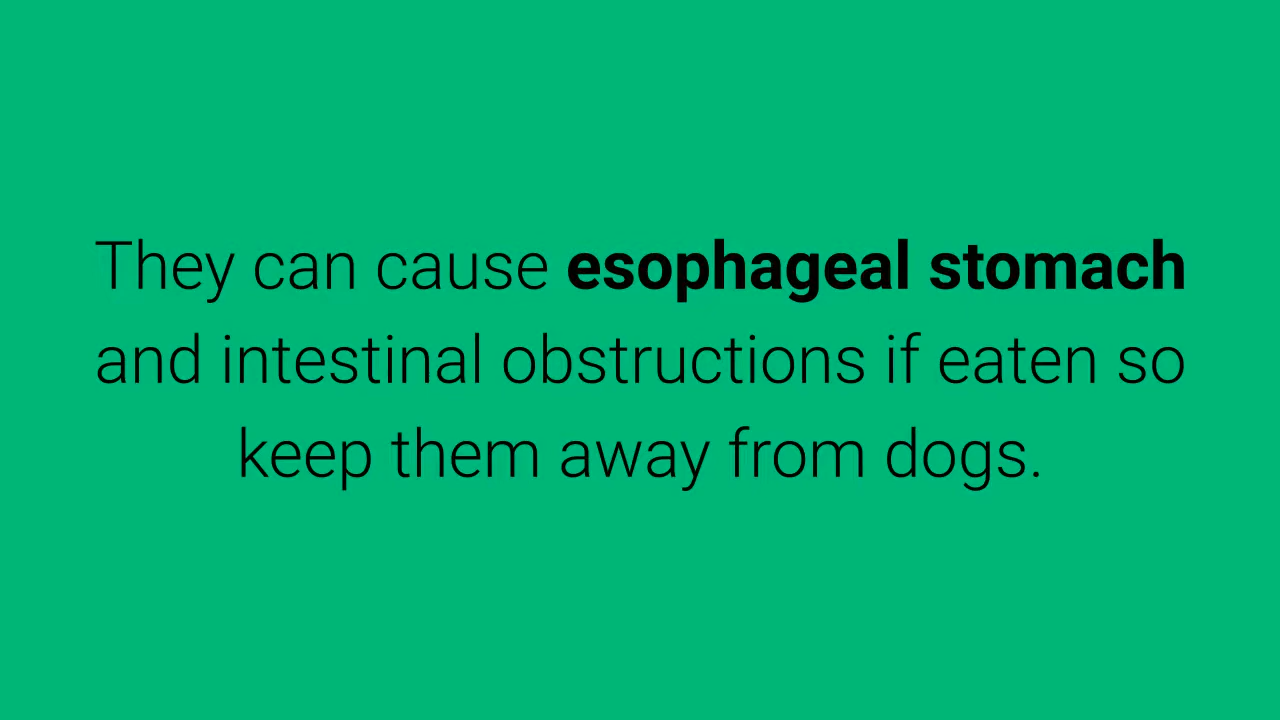 They can cause esophageal stomach
and intestinal obstructions if eaten so
keep them away from dogs.